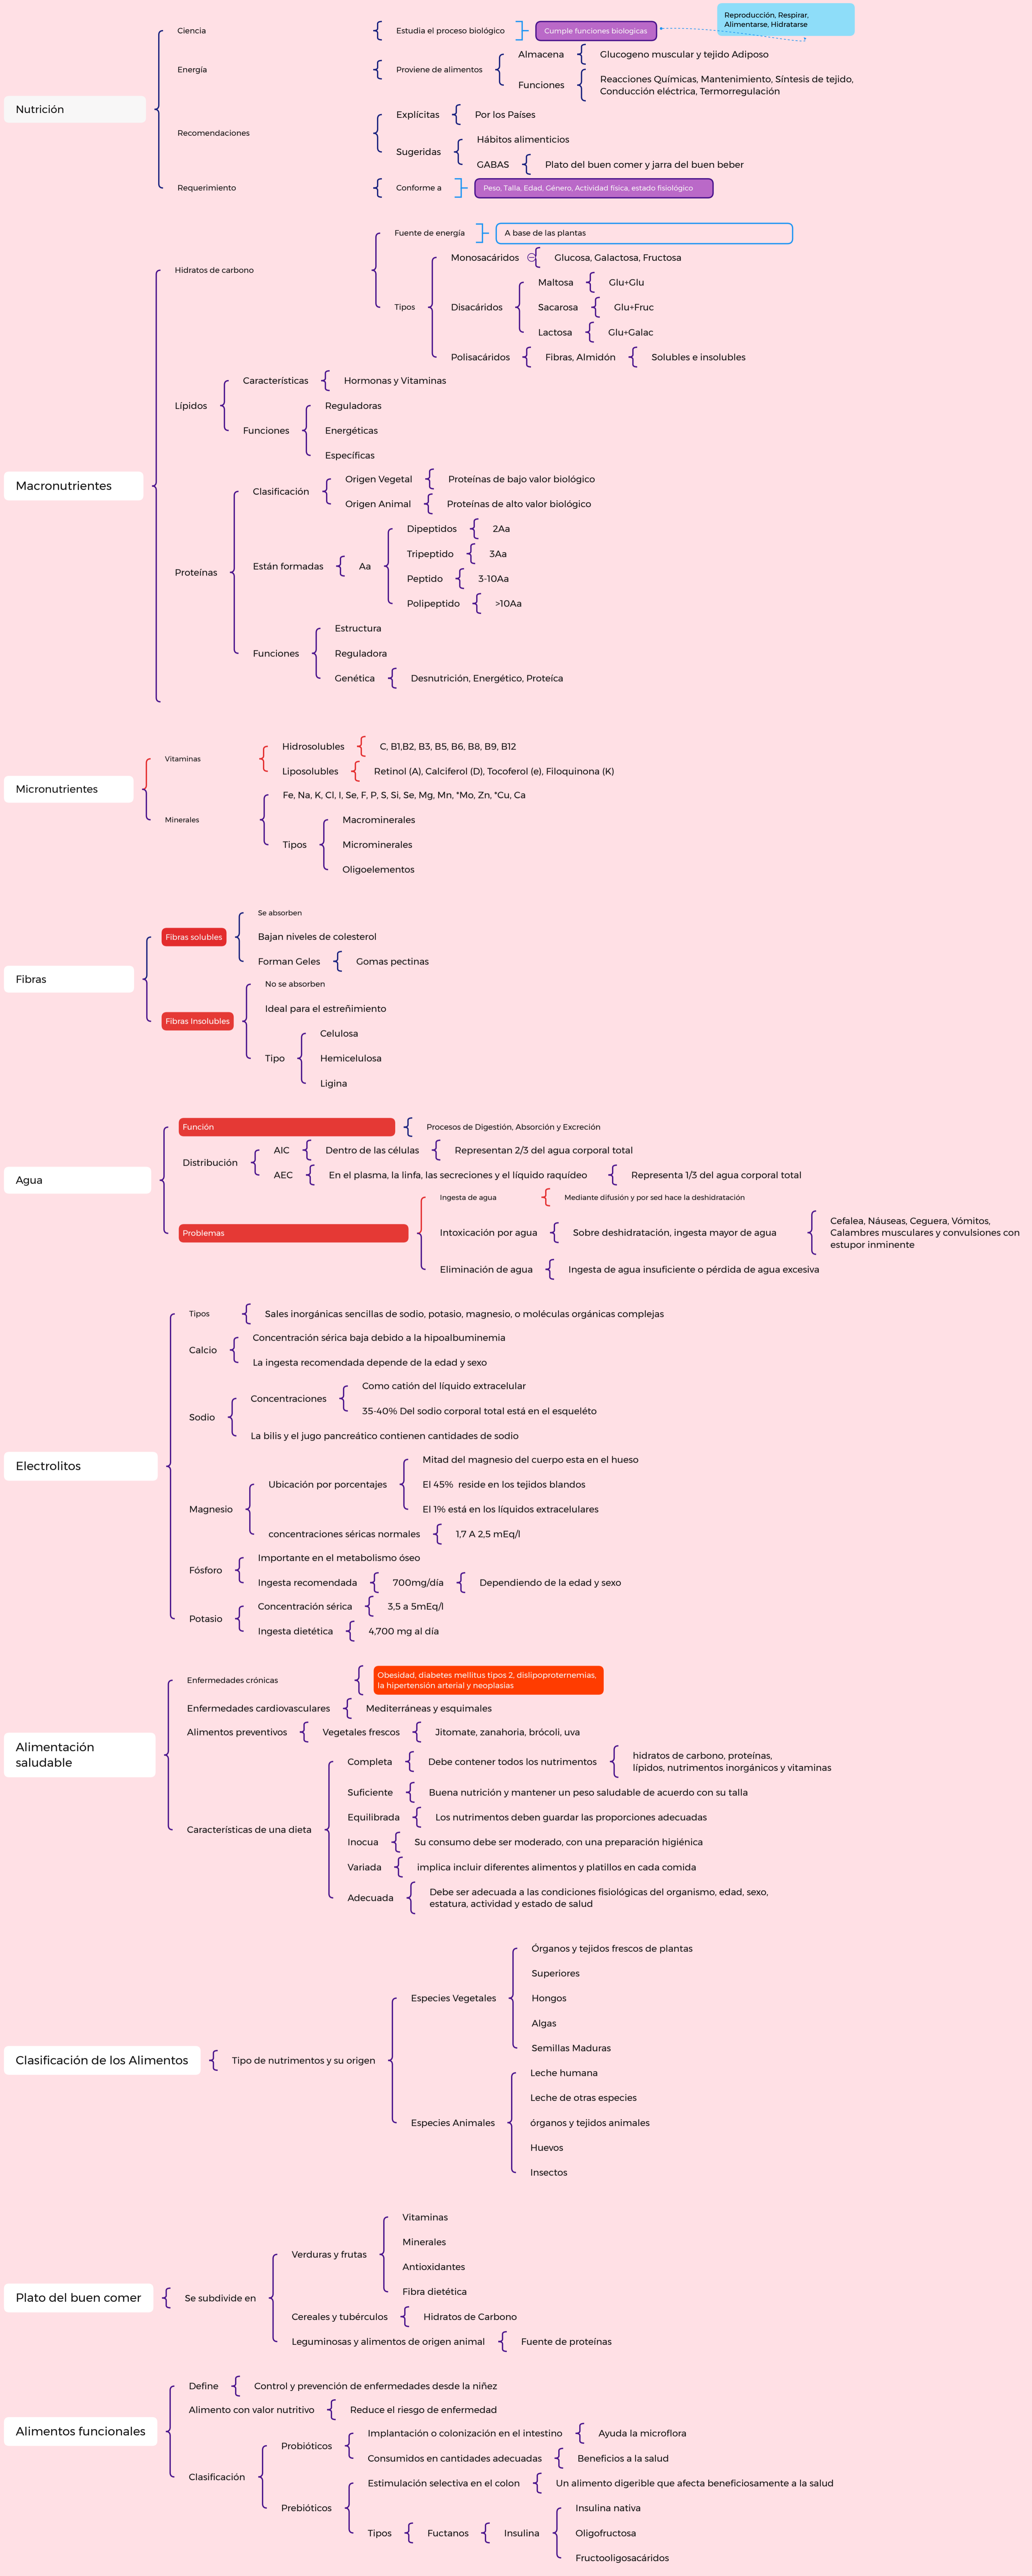 Reproducción, Respirar,
Alimentarse, Hidratarse
Nutrición
Ciencia
Estudia el proceso biológico
Cumple funciones biologicas
Energía
Proviene de alimentos
Almacena
Glucogeno muscular y tejido Adiposo
Funciones
Reacciones Químicas, Mantenimiento, Síntesis de tejido,
Conducción eléctrica, Termorregulación
Recomendaciones
Explícitas
Por los Países
Sugeridas
Hábitos alimenticios
GABAS
Plato del buen comer y jarra del buen beber
Requerimiento
Conforme a
Peso, Talla, Edad, Género, Actividad física, estado fisiológico
Macronutrientes
Hidratos de carbono
Fuente de energía
A base de las plantas
Tipos
Monosacáridos
Glucosa, Galactosa, Fructosa
Disacáridos
Maltosa
Glu+Glu
Sacarosa
Glu+Fruc
Lactosa
Glu+Galac
Polisacáridos
Fibras, Almidón
Solubles e insolubles
Lípidos
Características
Hormonas y Vitaminas
Funciones
Reguladoras
Energéticas
Específicas
Proteínas
Clasificación
Origen Vegetal
Proteínas de bajo valor biológico
Origen Animal
Proteínas de alto valor biológico
Están formadas
Aa
Dipeptidos
2Aa
Tripeptido
3Aa
Peptido
3-10Aa
Polipeptido
>10Aa
Funciones
Estructura
Reguladora
Genética
Desnutrición, Energético, Proteíca
Micronutrientes
Vitaminas
Hidrosolubles
C, B1,B2, B3, B5, B6, B8, B9, B12
Liposolubles
Retinol (A), Calciferol (D), Tocoferol (e), Filoquinona (K)
Minerales
Fe, Na, K, Cl, I, Se, F, P, S, Si, Se, Mg, Mn, *Mo, Zn, *Cu, Ca
Tipos
Macrominerales
Microminerales
Oligoelementos
Fibras
Fibras solubles
Se absorben
Bajan niveles de colesterol
Forman Geles
Gomas pectinas
Fibras Insolubles
No se absorben
Ideal para el estreñimiento
Tipo
Celulosa
Hemicelulosa
Ligina
Agua
Función
Procesos de Digestión, Absorción y Excreción
Distribución
AIC
Dentro de las células
Representan 2/3 del agua corporal total
AEC
En el plasma, la linfa, las secreciones y el líquido raquídeo
Representa 1/3 del agua corporal total
Problemas
Ingesta de agua
Mediante difusión y por sed hace la deshidratación
Intoxicación por agua
Sobre deshidratación, ingesta mayor de agua
Cefalea, Náuseas, Ceguera, Vómitos,
Calambres musculares y convulsiones con
estupor inminente
Eliminación de agua
Ingesta de agua insuficiente o pérdida de agua excesiva
Electrolitos
Tipos
Sales inorgánicas sencillas de sodio, potasio, magnesio, o moléculas orgánicas complejas
Calcio
Concentración sérica baja debido a la hipoalbuminemia
La ingesta recomendada depende de la edad y sexo
Sodio
Concentraciones
Como catión del líquido extracelular
35-40% Del sodio corporal total está en el esqueléto
La bilis y el jugo pancreático contienen cantidades de sodio
Magnesio
Ubicación por porcentajes
Mitad del magnesio del cuerpo esta en el hueso
El 45% reside en los tejidos blandos
El 1% está en los líquidos extracelulares
concentraciones séricas normales
1,7 A 2,5 mEq/l
Fósforo
Importante en el metabolismo óseo
Ingesta recomendada
700mg/día
Dependiendo de la edad y sexo
Potasio
Concentración sérica
3,5 a 5mEq/l
Ingesta dietética
4,700 mg al día
Alimentación
saludable
Enfermedades crónicas
Obesidad, diabetes mellitus tipos 2, dislipoproternemias,
la hipertensión arterial y neoplasias
Enfermedades cardiovasculares
Mediterráneas y esquimales
Alimentos preventivos
Vegetales frescos
Jitomate, zanahoria, brócoli, uva
Características de una dieta
Completa
Debe contener todos los nutrimentos
hidratos de carbono, proteínas,
lípidos, nutrimentos inorgánicos y vitaminas
Suficiente
Buena nutrición y mantener un peso saludable de acuerdo con su talla
Equilibrada
Los nutrimentos deben guardar las proporciones adecuadas
Inocua
Su consumo debe ser moderado, con una preparación higiénica
Variada
implica incluir diferentes alimentos y platillos en cada comida
Adecuada
Debe ser adecuada a las condiciones fisiológicas del organismo, edad, sexo,
estatura, actividad y estado de salud
Clasificación de los Alimentos
Tipo de nutrimentos y su origen
Especies Vegetales
Órganos y tejidos frescos de plantas
Superiores
Hongos
Algas
Semillas Maduras
Especies Animales
Leche humana
Leche de otras especies
órganos y tejidos animales
Huevos
Insectos
Plato del buen comer
Se subdivide en
Verduras y frutas
Vitaminas
Minerales
Antioxidantes
Fibra dietética
Cereales y tubérculos
Hidratos de Carbono
Leguminosas y alimentos de origen animal
Fuente de proteínas
Alimentos funcionales
Define
Control y prevención de enfermedades desde la niñez
Alimento con valor nutritivo
Reduce el riesgo de enfermedad
Clasificación
Probióticos
Implantación o colonización en el intestino
Ayuda la microflora
Consumidos en cantidades adecuadas
Beneficios a la salud
Prebióticos
Estimulación selectiva en el colon
Un alimento digerible que afecta beneficiosamente a la salud
Tipos
Fuctanos
Insulina
Insulina nativa
Oligofructosa
Fructooligosacáridos